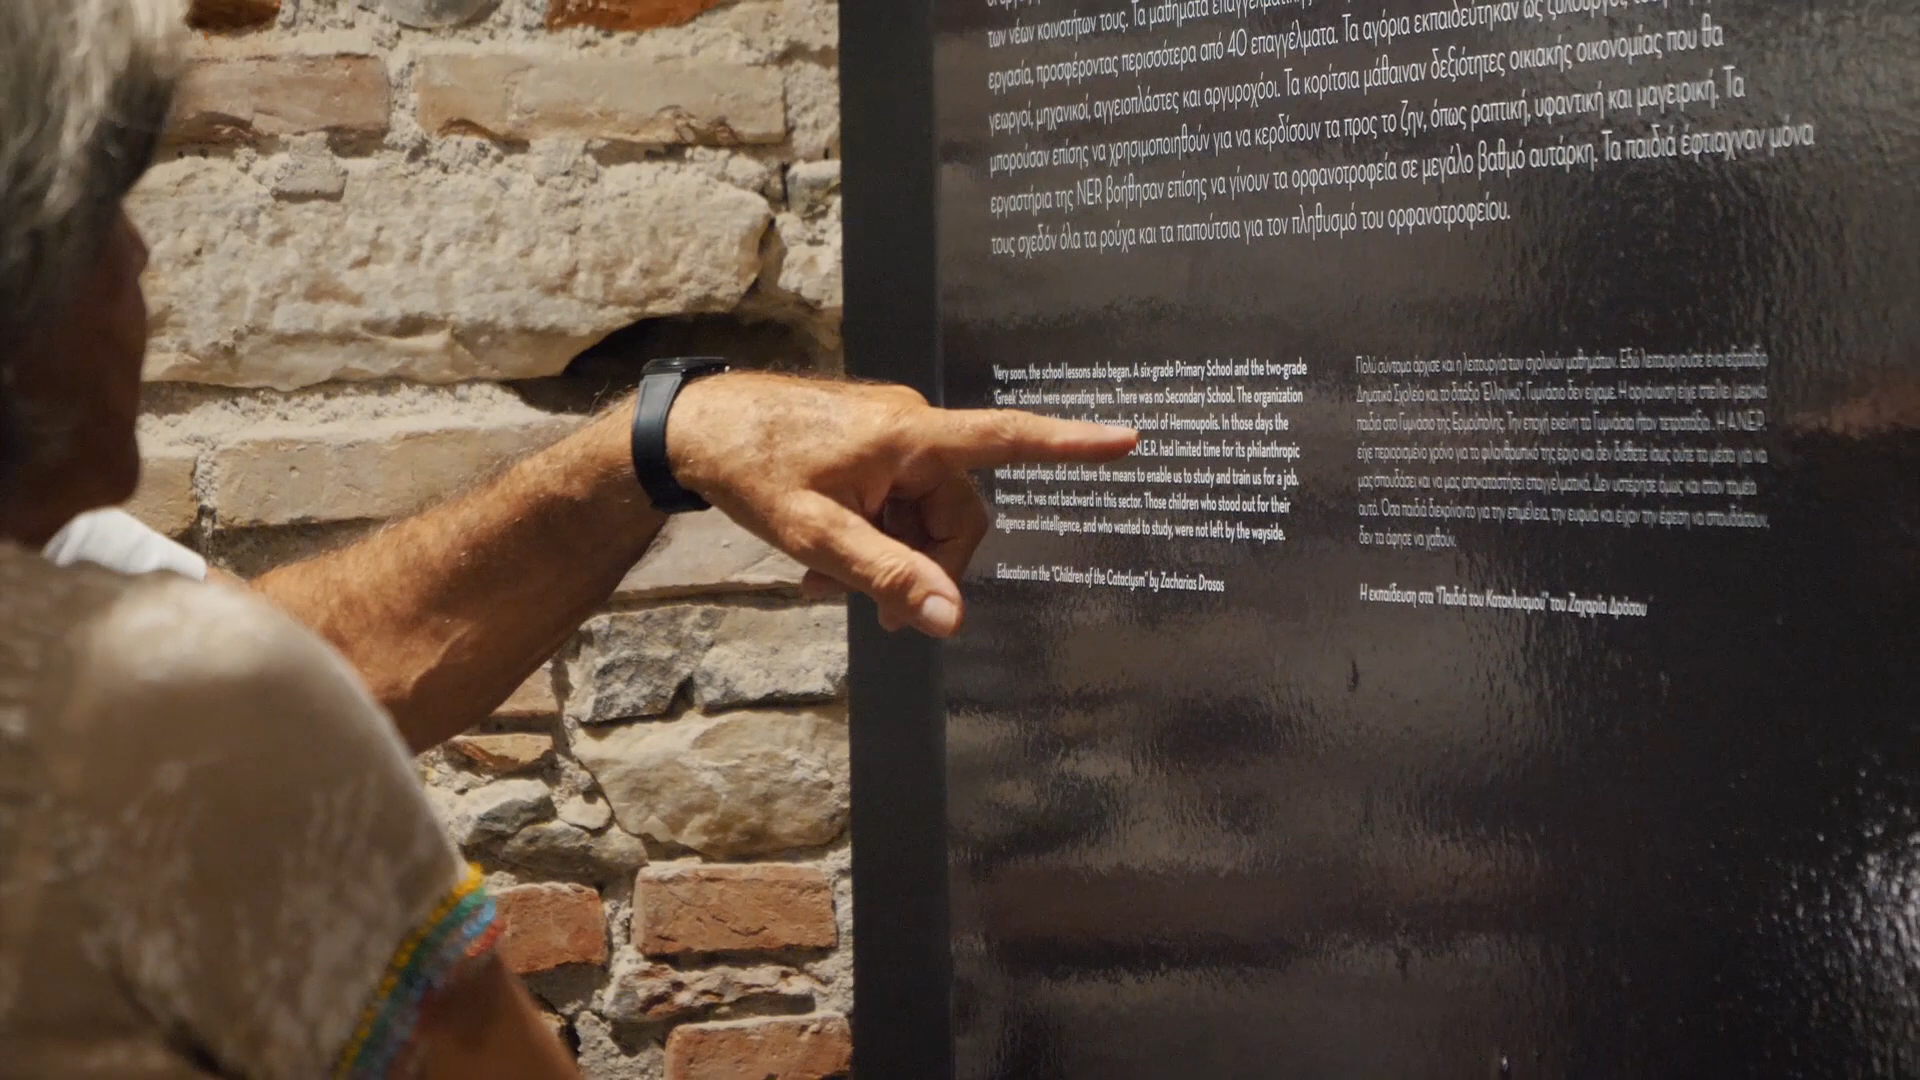 των νέων κοινοτήτων τους. Τα μαθήματα επαγγελματικής
εργασία, προσφέροντας περισσότερα από 40 επαγγέλματα. Τα αγόρια εκπαιδεύτηκαν ως ξυλουργοί
γεωργοί, μηχανικοί, αγγειοπλάστες και αργυροχόοι. Τα κορίτσια μάθαιναν δεξιότητες οικιακής οικονομίας που θα
μπορούσαν επίσης να χρησιμοποιηθούν για να κερδίσουν τα προς το ζην, όπως ραπτική, υφαντική και μαγειρική. Τα
εργαστήρια της NER βοήθησαν επίσης να γίνουν τα ορφανοτροφεία σε μεγάλο βαθμό αυτάρκη. Τα παιδιά έφτιαχναν μόνα
τους σχεδόν όλα τα ρούχα και τα παπούτσια για τον πληθυσμό του ορφανοτροφείου.
Very soon, the school lessons also began. A six-grade Primary School and the two-grade
'Greek' School were operating here. There was no Secondary School. The organization
the Secondary School of Hermoupolis. In those days the
A.N.E.R. had limited time for its philanthropic
work and perhaps did not have the means to enable us to study and train us for a job.
However, it was not backward in this sector. Those children who stood out for their
diligence and intelligence, and who wanted to study, were not left by the wayside.
Education in the "Children of the Cataclysm" by Zacharias Drosos
Πολύ σύντομα άρχισε και η λειτουργία των σχολικών μαθημάτων. Εδώ λειτουργούσε ένα εξατάξιο
Δημοτικό Σχολείο και το διτάξιο 'Ελληνικό'. Γυμνάσιο δεν είχαμε. Η οργάνωση είχε στείλει μερικά
παιδιά στο Γυμνάσιο της Ερμούπολης. Την εποχή εκείνη τα Γυμνάσια ήταν τετρατάξια. Η Α.Ν.Ε.Ρ.
είχε περιορισμένο χρόνο για το φιλανθρωπικό της έργο και δεν διέθετε ίσως ούτε τα μέσα για να
μας σπουδάσει και να μας αποκαταστήσει επαγγελματικά. Δεν υστέρησε όμως και στον τομέα
αυτό. Όσα παιδιά διεκρίνοντο για την επιμέλεια, την ευφυία και είχαν την έφεση να σπουδάσουν,
δεν τα άφησε να χαθούν.
Η εκπαίδευση στα "Παιδιά του Κατακλυσμού" του Ζαχαρία Δρόσου